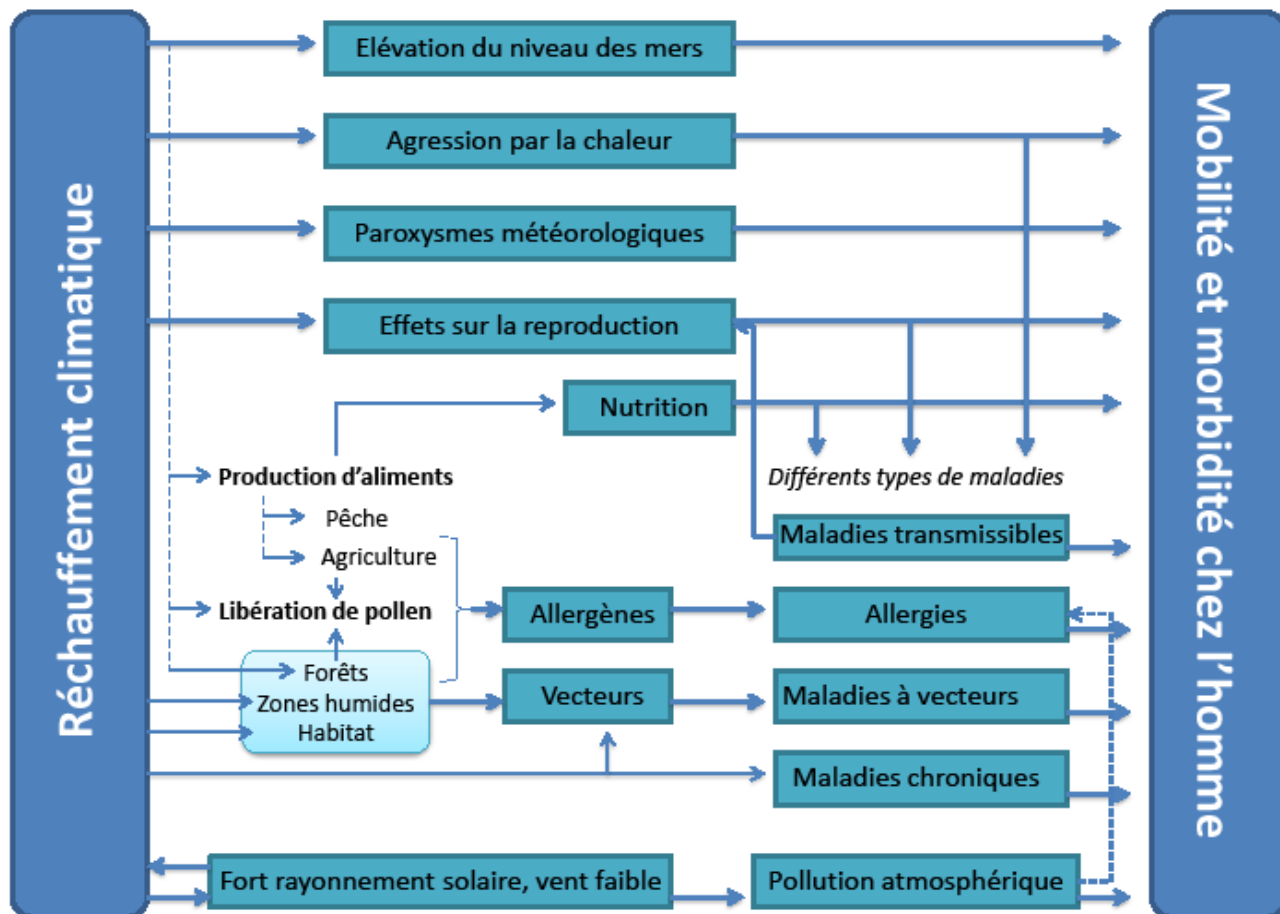 Réchauffement climatique
Elévation du niveau des mers
Agression par la chaleur
Paroxysmes météorologiques
Effets sur la reproduction
Nutrition
Production d'aliments
Pêche
Agriculture
Libération de pollen
Forêts
Zones humides
Habitat
Allergènes
Vecteurs
Différents types de maladies
Maladies transmissibles
Allergies
Maladies à vecteurs
Maladies chroniques
Fort rayonnement solaire, vent faible
Pollution atmosphérique
Mobilité et morbidité chez l'homme